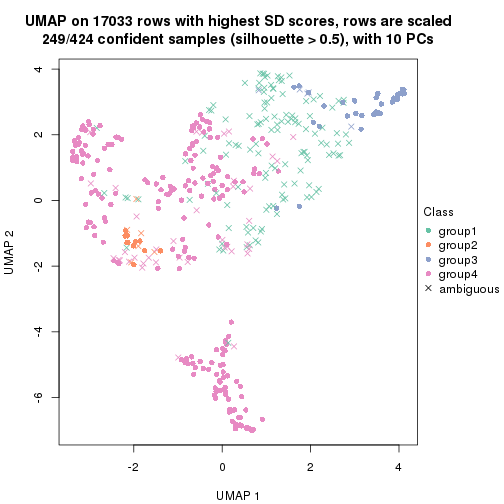 UMAP on 17033 rows with highest SD scores, rows are scaled
249/424 confident samples (silhouette > 0.5), with 10 PCs
4
2
0
-2
-4
-6
UMAP 2
-2
0
2
4
UMAP 1
Class
group1
group2
group3
group4
ambiguous